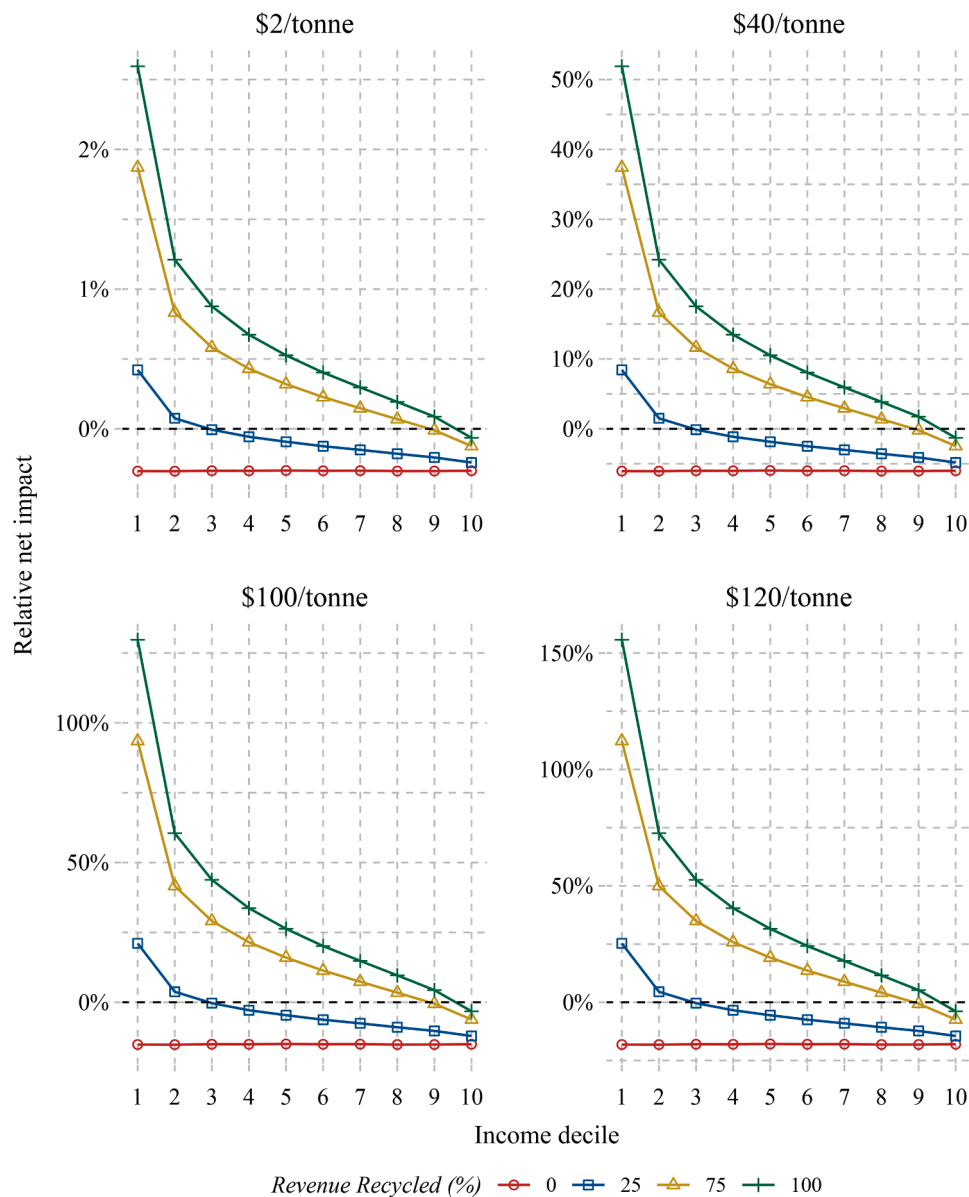 $2/tonne
$40/tonne
2%
1%
0%
1 2 3 4 5 6 7 8 9 10
50%
40%
30%
20%
10%
0%
1 2 3 4 5 6 7 8 9 10
Relative net impact
$100/tonne
$120/tonne
100%
50%
0%
1 2 3 4 5 6 7 8 9 10
150%
100%
50%
0%
1 2 3 4 5 6 7 8 9 10
Income decile
Revenue Recycled (%) 0 25 75 100